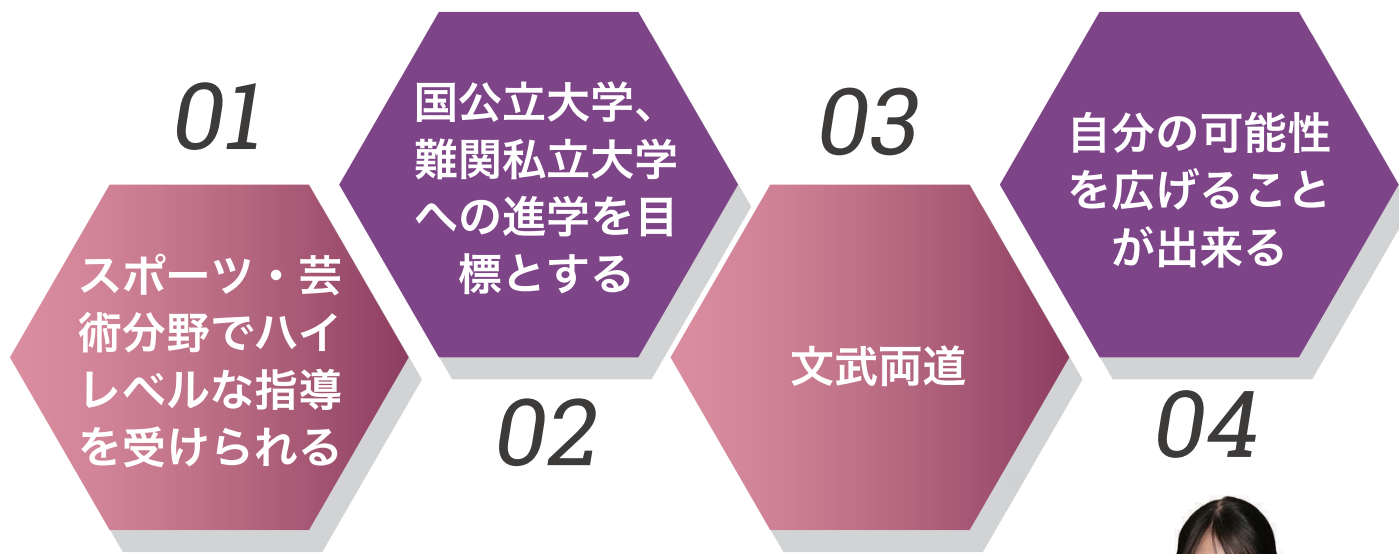 01
スポーツ・芸
術分野でハイ
レベルな指導
を受けられる
国公立大学、
難関私立大学
への進学を目
標とする
02
03
文武両道
自分の可能性
を広げること
が出来る
04